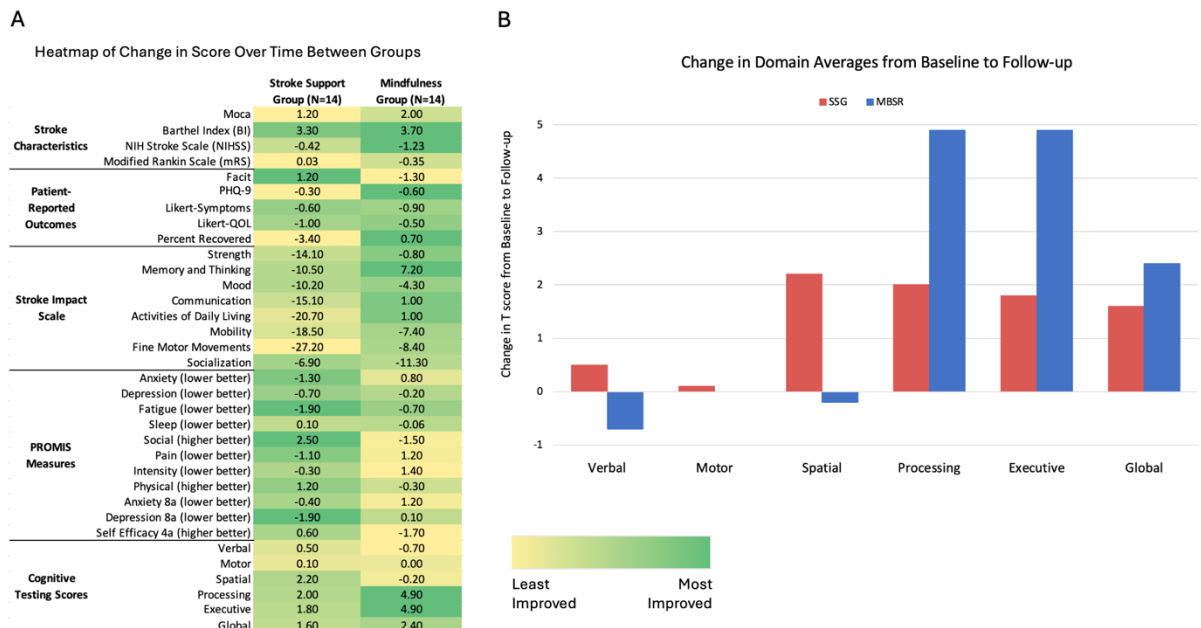 A
Heatmap of Change in Score Over Time Between Groups
Stroke Support Mindfulness
Group (N=14) Group (N=14)
Stroke
Characteristics
Moca 1.20 2.00
Barthel Index (BI) 3.30 3.70
NIH Stroke Scale (NIHSS) -0.42 -1.23
Modified Rankin Scale (mRS) 0.03 -0.35
Patient-
Reported
Outcomes
Facit 1.20 -1.30
PHQ-9 -0.30 -0.60
Likert-Symptoms -0.60 -0.90
Likert-QOL -1.00 -0.50
Percent Recovered -3.40 0.70
Stroke Impact
Scale
Strength -14.10 -0.80
Memory and Thinking -10.50 7.20
Mood -10.20 -4.30
Communication -15.10 1.00
Activities of Daily Living -20.70 1.00
Mobility -18.50 -7.40
Fine Motor Movements -27.20 -8.40
Socialization -6.90 -11.30
PROMIS
Measures
Anxiety (lower better) -1.30 0.80
Depression (lower better) -0.70 -0.20
Fatigue (lower better) -1.90 -0.70
Sleep (lower better) 0.10 -0.06
Social (higher better) 2.50 -1.50
Pain (lower better) -1.10 1.20
Intensity (lower better) -0.30 1.40
Physical (higher better) 1.20 -0.30
Anxiety 8a (lower better) -0.40 1.20
Depression 8a (lower better) -1.90 0.10
Self Efficacy 4a (higher better) 0.60 -1.70
Cognitive
Testing Scores
Verbal 0.50 -0.70
Motor 0.10 0.00
Spatial 2.20 -0.20
Processing 2.00 4.90
Executive 1.80 4.90
Global 1.60 2.40
B
Change in Domain Averages from Baseline to Follow-up
SSG MBSR
Change in T score from Baseline to Follow-up
5
4
3
2
1
0
-1
Verbal Motor Spatial Processing Executive Global
Least Most
Improved Improved